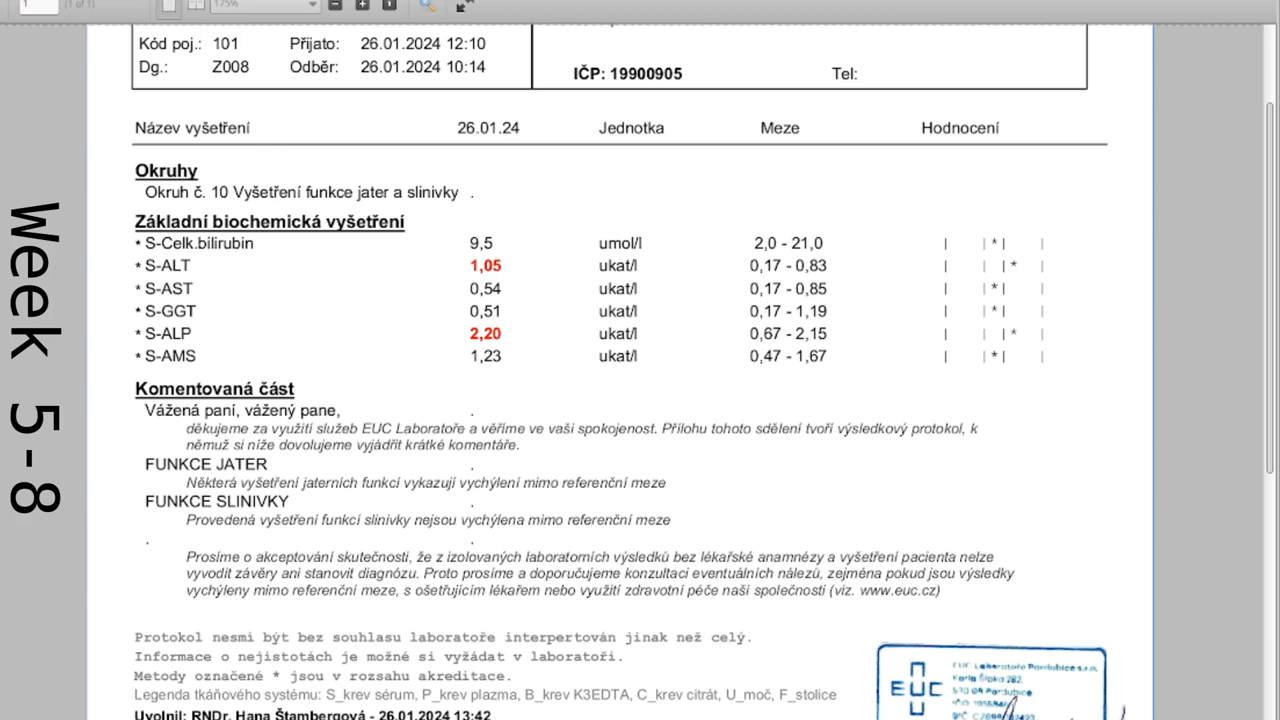 1 (1 of 1) 175%
Kód poj.: 101 Přijato: 26.01.2024 12:10
Dg.: Z008 Odběr: 26.01.2024 10:14
IČP: 19900905 Tel:
Název vyšetření 26.01.24 Jednotka Meze Hodnocení
Okruhy
Okruh č. 10 Vyšetření funkce jater a slinivky .
Základní biochemická vyšetření
* S-Celk.bilirubin 9,5 umol/l 2,0 - 21,0 | | * | |
* S-ALT 1,05 ukat/l 0,17 - 0,83 | | | * |
* S-AST 0,54 ukat/l 0,17 - 0,85 | | * | |
* S-GGT 0,51 ukat/l 0,17 - 1,19 | | * | |
* S-ALP 2,20 ukat/l 0,67 - 2,15 | | | * |
* S-AMS 1,23 ukat/l 0,47 - 1,67 | | * | |
Komentovaná část
Vážená paní, vážený pane, .
děkujeme za využití služeb EUC Laboratoře a věříme ve vaši spokojenost. Přílohu tohoto sdělení tvoří výsledkový protokol, k
němuž si níže dovolujeme vyjádřit krátké komentáře.
FUNKCE JATER .
Některá vyšetření jaterních funkcí vykazují vychýlení mimo referenční meze
FUNKCE SLINIVKY .
Provedená vyšetření funkcí slinivky nejsou vychýlena mimo referenční meze
. .
Prosíme o akceptování skutečnosti, že z izolovaných laboratorních výsledků bez lékařské anamnézy a vyšetření pacienta nelze
vyvodit závěry ani stanovit diagnózu. Proto prosíme a doporučujeme konzultaci eventuálních nálezů, zejména pokud jsou výsledky
vychýleny mimo referenční meze, s ošetřujícím lékařem nebo využití zdravotní péče naší společnosti (viz. www.euc.cz)
Protokol nesmí být bez souhlasu laboratoře interpertován jinak než celý.
Informace o nejistotách je možné si vyžádat v laboratoři.
Metody označené * jsou v rozsahu akreditace.
Legenda tkáňového systému: S_krev sérum, P_krev plazma, B_krev K3EDTA, C_krev citrát, U_moč, F_stolice
Uvolnil: RNDr. Hana Štambergová - 26.01.2024 13:42
EUC
EUC Laboratoře Pardubice s.r.o.
Pardubice
Week 5-8